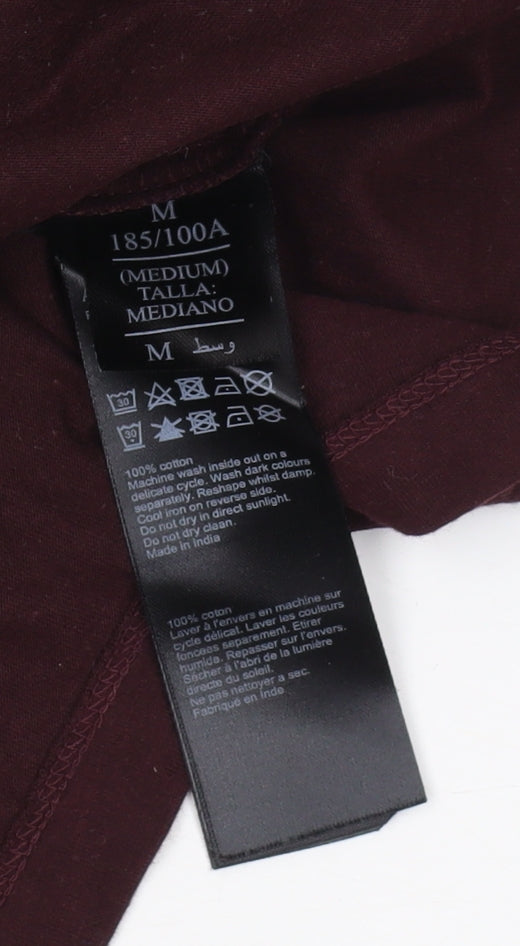 M
185/100A
(MEDIUM)
TALLA:
MEDIANO
M وسط
30
30
100% cotton
Machine wash inside out on a
delicate cycle. Wash dark colours
separately. Reshape whilst damp.
Cool iron on reverse side.
Do not dry in direct sunlight.
Do not dry clean.
Made in India
100% coton
Laver à l'envers en machine sur
cycle délicat. Laver les couleurs
foncées separement. Etirer
humide. Repasser sur l'envers.
Sécher à l'abri de la lumière
directe du soleil.
Ne pas nettoyer a sec.
Fabriqué en Inde